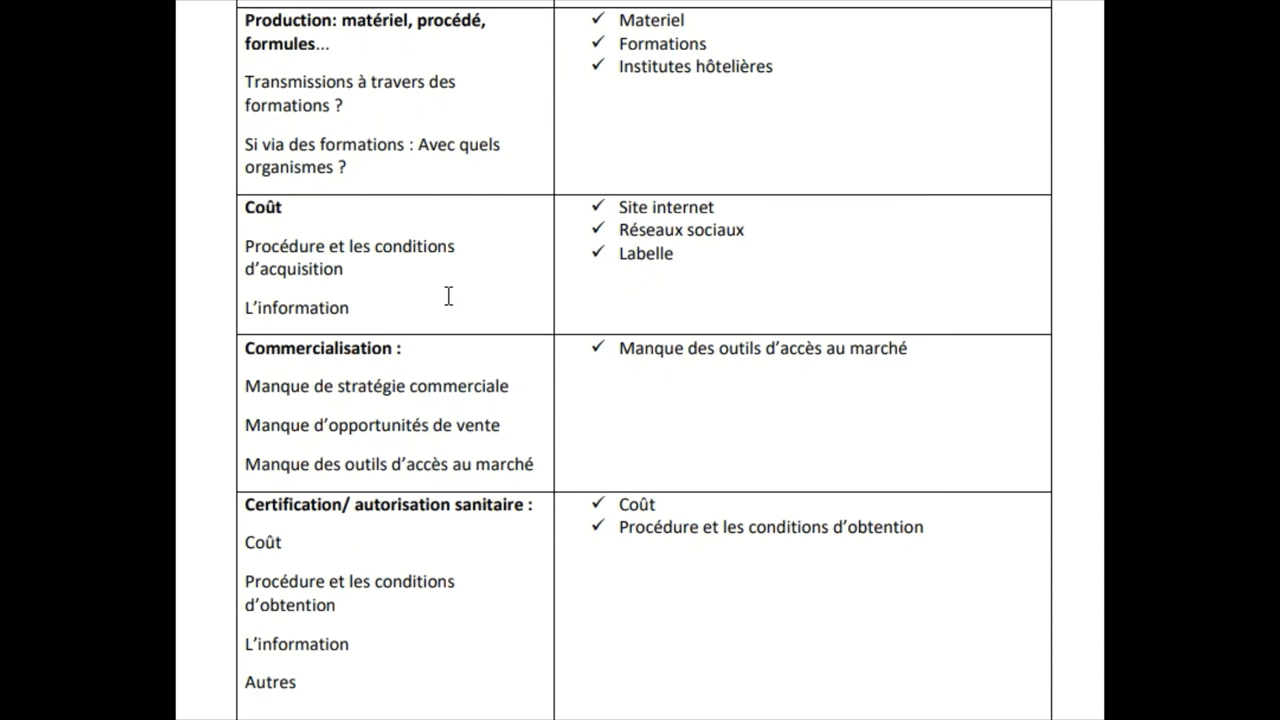 Production: matériel, procédé,
formules...
Transmissions à travers des
formations ?
Si via des formations : Avec quels
organismes ?
✓ Materiel
✓ Formations
✓ Institutes hôtelières
Coût
Procédure et les conditions
d’acquisition
L’information
✓ Site internet
✓ Réseaux sociaux
✓ Labelle
Commercialisation :
Manque de stratégie commerciale
Manque d’opportunités de vente
Manque des outils d’accès au marché
✓ Manque des outils d’accès au marché
Certification/ autorisation sanitaire :
Coût
Procédure et les conditions
d’obtention
L’information
Autres
✓ Coût
✓ Procédure et les conditions d’obtention